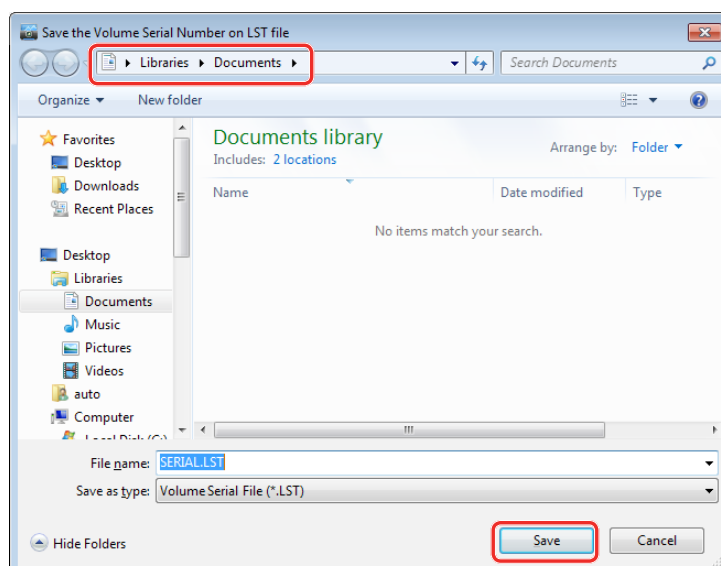 Save the Volume Serial Number on LST file
Libraries Documents
Search Documents
Organize New folder
Favorites
Desktop
Downloads
Recent Places
Desktop
Libraries
Documents
Music
Pictures
Videos
auto
Computer
Documents library
Includes: 2 locations
Arrange by: Folder
Name Date modified Type
No items match your search.
File name: SERIAL.LST
Save as type: Volume Serial File (*.LST)
Hide Folders
Save Cancel